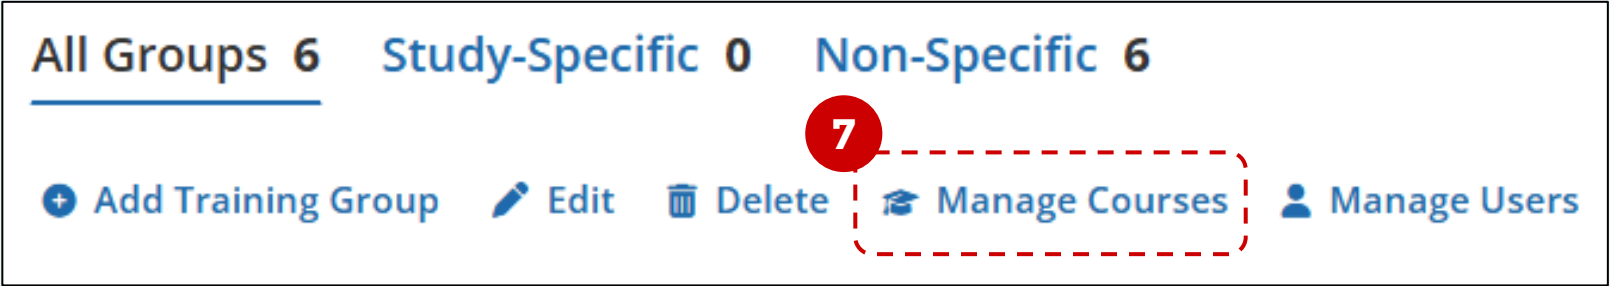 All Groups 6 Study-Specific 0 Non-Specific 6
7
Add Training Group Edit Delete Manage Courses Manage Users